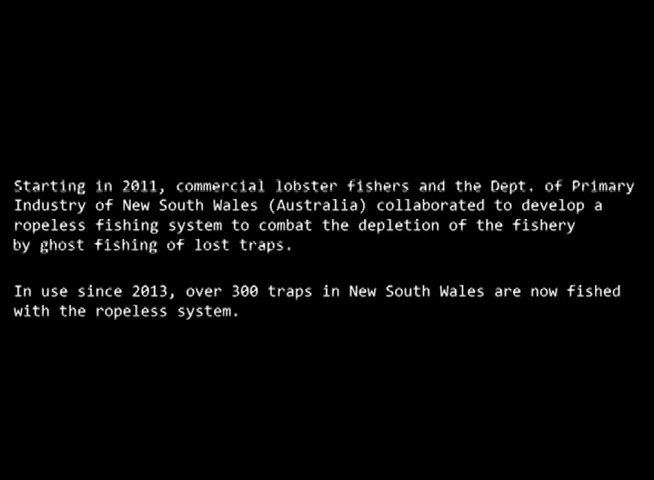 Starting in 2011, commercial lobster fishers and the Dept. of Primary
Industry of New South Wales (Australia) collaborated to develop a
ropeless fishing system to combat the depletion of the fishery
by ghost fishing of lost traps.
In use since 2013, over 300 traps in New South Wales are now fished
with the ropeless system.